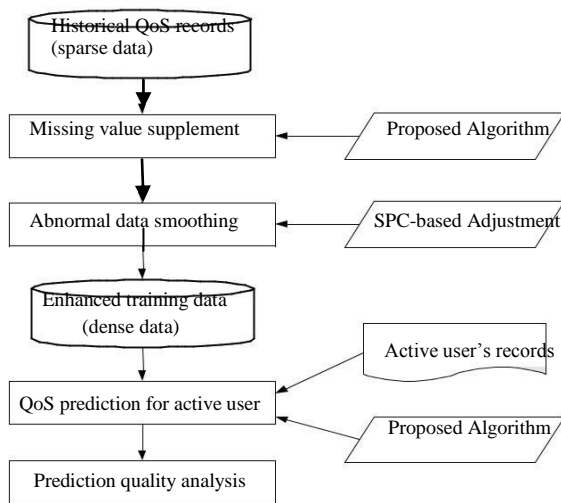 Historical QoS records
(sparse data)
Missing value supplement
Proposed Algorithm
Abnormal data smoothing
SPC-based Adjustment
Enhanced training data
(dense data)
Active user's records
QoS prediction for active user
Proposed Algorithm
Prediction quality analysis